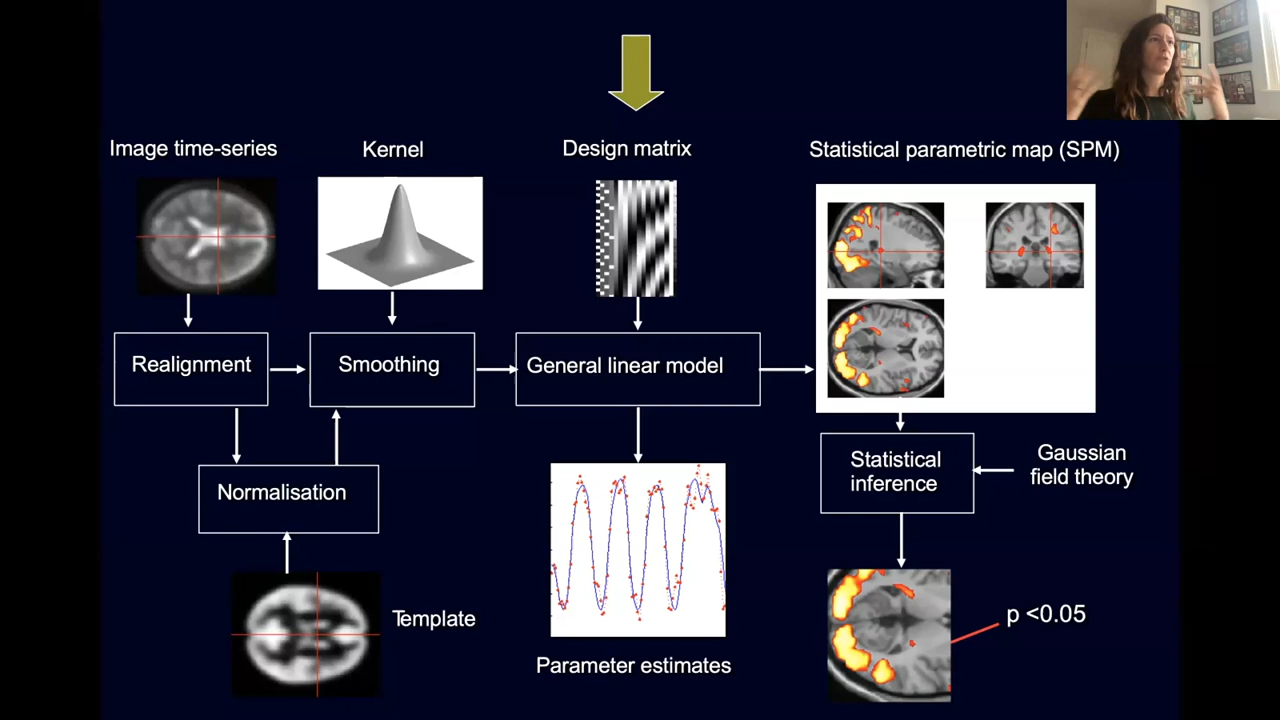 Image time-series
Kernel
Design matrix
Statistical parametric map (SPM)
Realignment
Smoothing
General linear model
Normalisation
Statistical
inference
Gaussian
field theory
Template
Parameter estimates
p <0.05